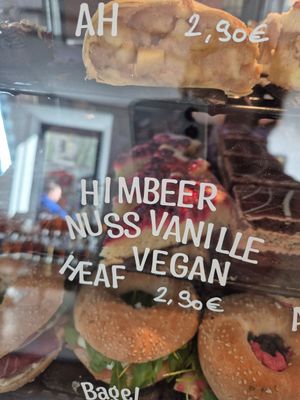 AH 2,90€
HIMBEER
NUSS VANILLE
HEAF VEGAN
2,90€
A
Bagel